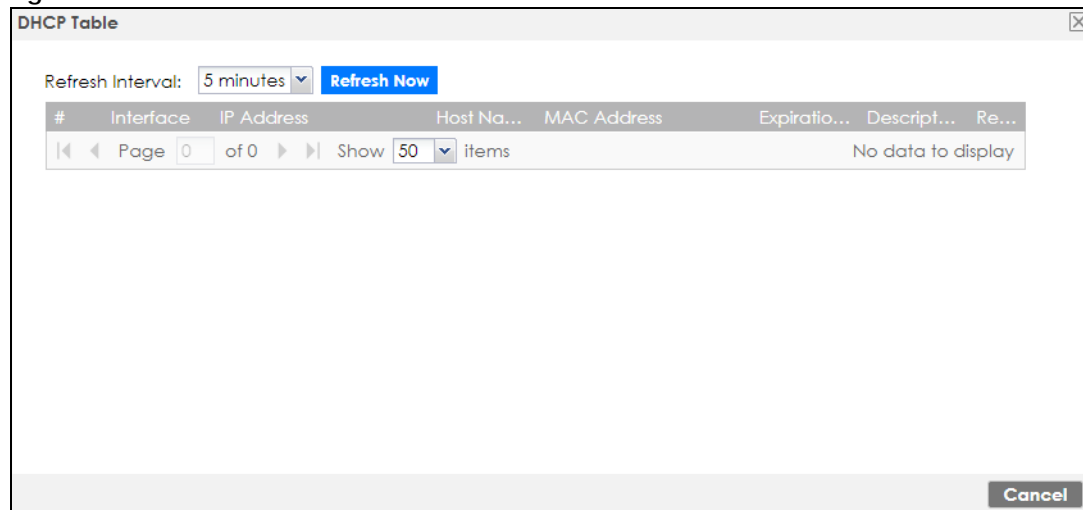 DHCP Table
Refresh Interval: 5 minutes Refresh Now
# Interface IP Address Host Na... MAC Address Expiratio... Descript... Re...
Page 0 of 0 Show 50 items No data to display
Cancel